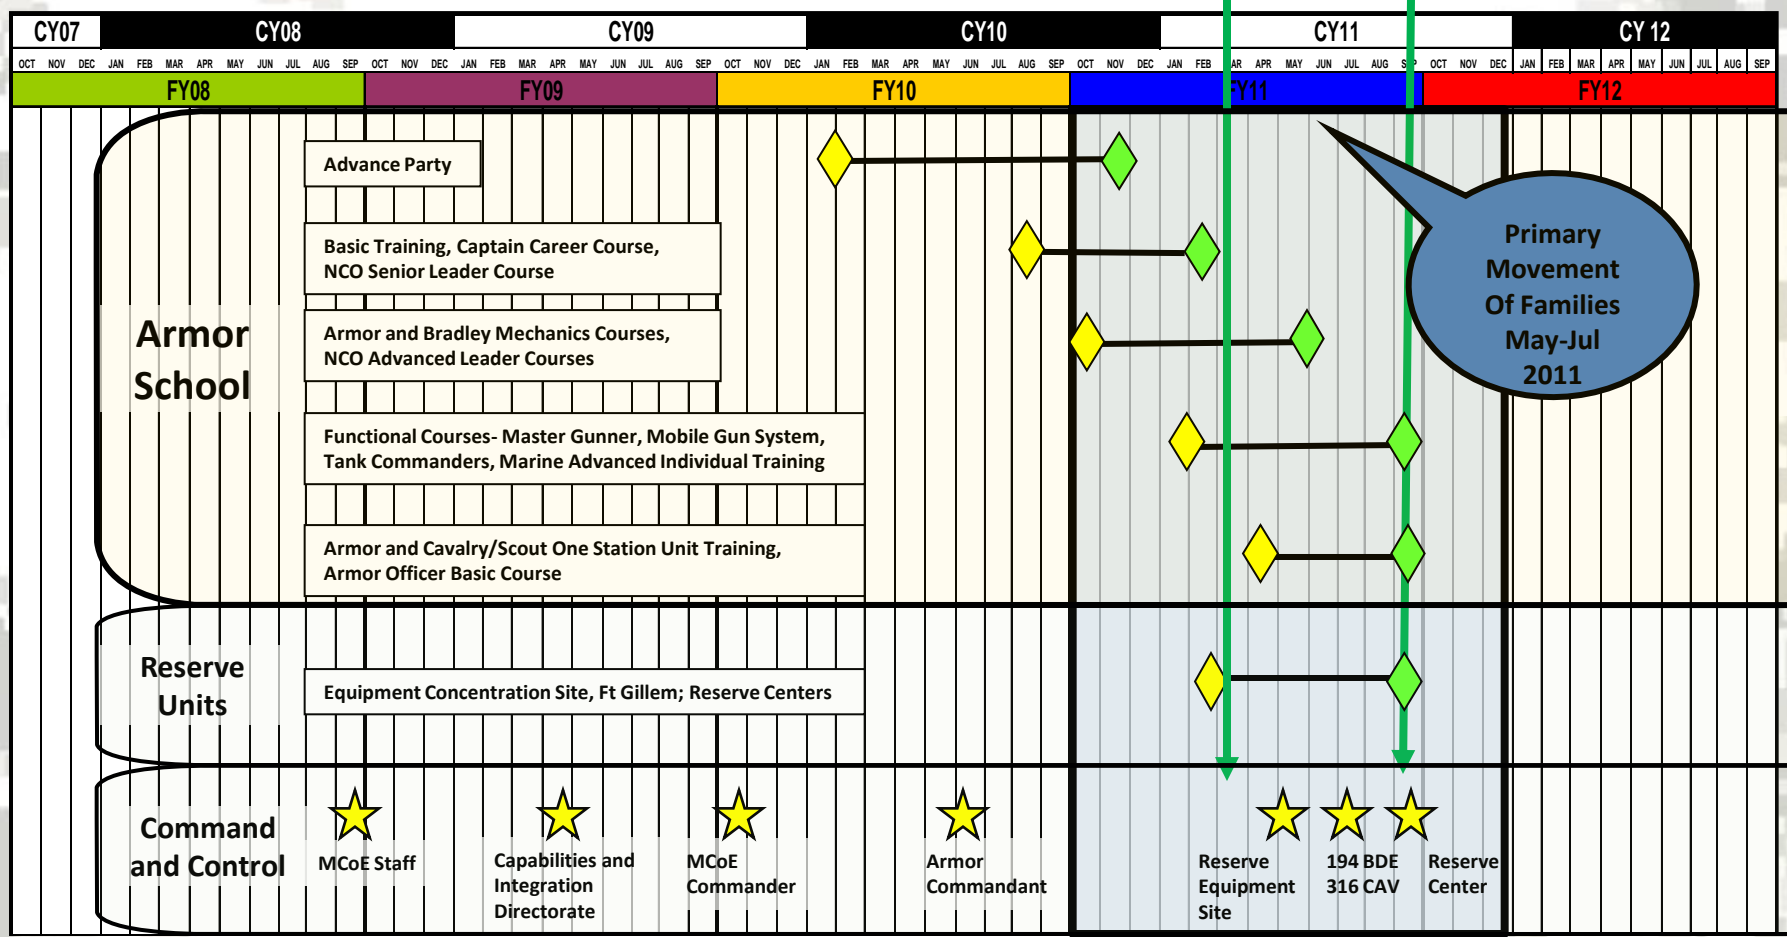 CY07 CY08 CY09 CY10 CY11 CY 12
OCT NOV DEC JAN FEB MAR APR MAY JUN JUL AUG SEP OCT NOV DEC JAN FEB MAR APR MAY JUN JUL AUG SEP OCT NOV DEC JAN FEB MAR APR MAY JUN JUL AUG SEP OCT NOV DEC JAN FEB MAR APR MAY JUN JUL AUG SEP OCT NOV DEC JAN FEB MAR APR MAY JUN JUL AUG SEP
FY08 FY09 FY10 FY11 FY12
Armor
School
Advance Party
Basic Training, Captain Career Course,
NCO Senior Leader Course
Armor and Bradley Mechanics Courses,
NCO Advanced Leader Courses
Functional Courses- Master Gunner, Mobile Gun System,
Tank Commanders, Marine Advanced Individual Training
Armor and Cavalry/Scout One Station Unit Training,
Armor Officer Basic Course
Primary
Movement
Of Families
May-Jul
2011
Reserve
Units
Equipment Concentration Site, Ft Gillem; Reserve Centers
Command
and Control
MCoE Staff
Capabilities and
Integration
Directorate
MCoE
Commander
Armor
Commandant
Reserve
Equipment
Site
194 BDE
316 CAV
Reserve
Center